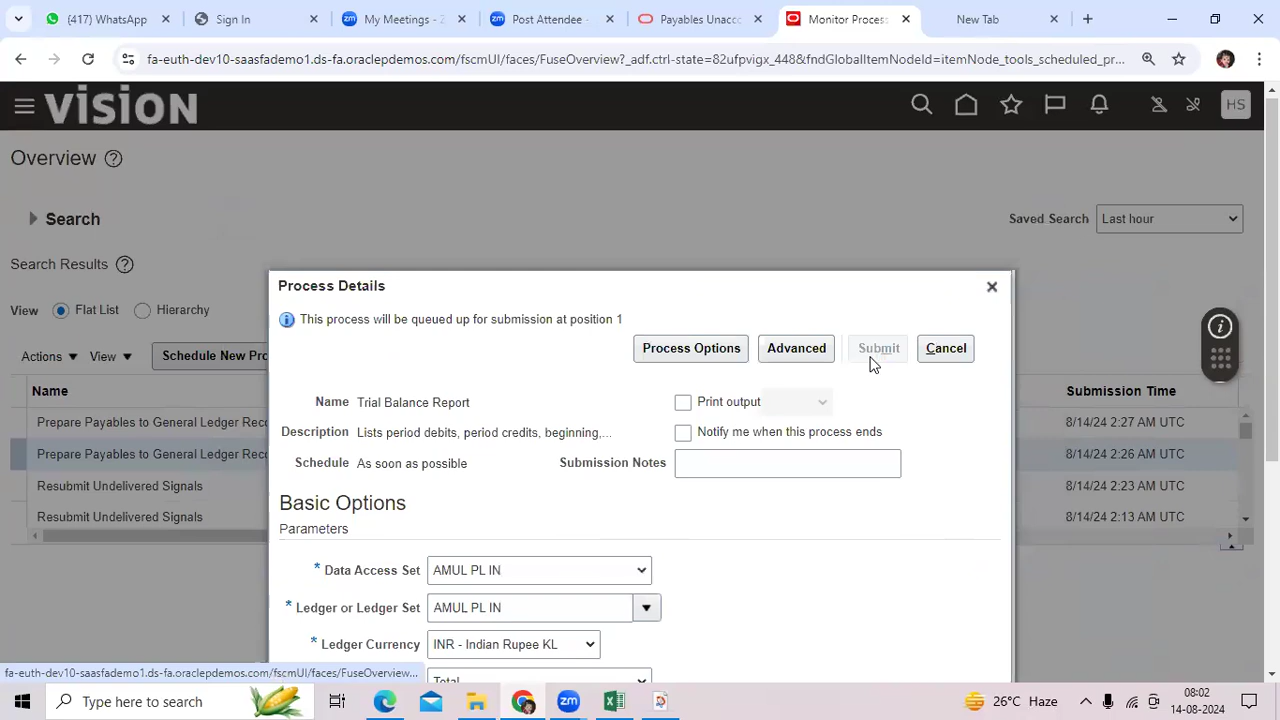 (417) WhatsApp
Sign In
My Meetings - Z
Post Attendee -
Payables Unacco
Monitor Process
New Tab
fa-euth-dev10-saasfademo1.ds-fa.oraclepdemos.com/fscmUI/faces/FuseOverview?_adf.ctrl-state=82ufpvigx_448&fndGlobalItemNodeId=itemNode_tools_scheduled_pr...
VISION
HS
Overview
Search
Saved Search
Last hour
Search Results
View
Flat List
Hierarchy
Actions
View
Schedule New Pro
Name
Submission Time
Prepare Payables to General Ledger Reco
8/14/24 2:27 AM UTC
Prepare Payables to General Ledger Reco
8/14/24 2:26 AM UTC
Resubmit Undelivered Signals
8/14/24 2:23 AM UTC
Resubmit Undelivered Signals
8/14/24 2:13 AM UTC
Process Details
This process will be queued up for submission at position 1
Process Options
Advanced
Submit
Cancel
Name
Trial Balance Report
Print output
Description
Lists period debits, period credits, beginning,...
Notify me when this process ends
Schedule
As soon as possible
Submission Notes
Basic Options
Parameters
* Data Access Set
AMUL PL IN
* Ledger or Ledger Set
AMUL PL IN
* Ledger Currency
INR - Indian Rupee KL
Total
fa-euth-dev10-saasfademo1.ds-fa.oraclepdemos.com/fscmUI/faces/FuseOverview...
Type here to search
26°C Haze
08:02
14-08-2024